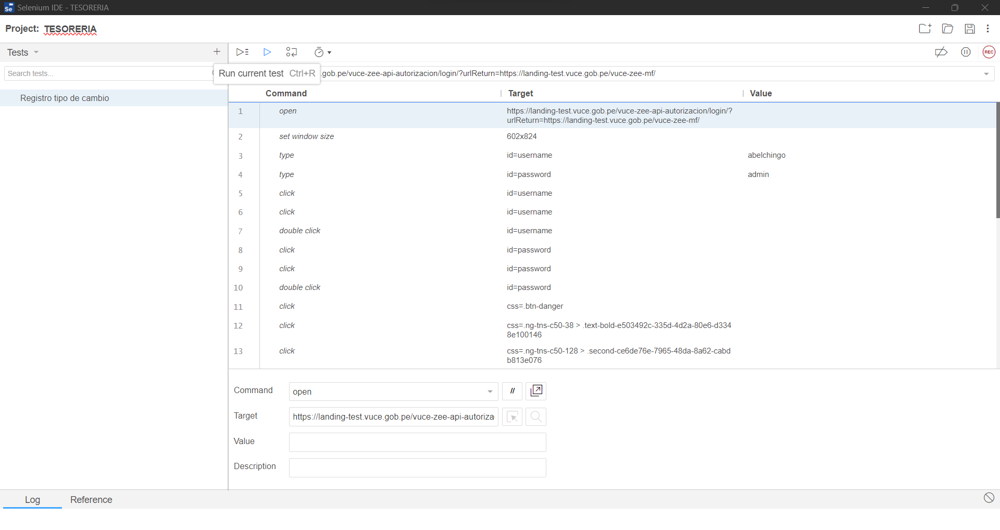 Selenium IDE - TESORERIA
Project: TESORERIA
Tests
REC
Search tests...
Run current test Ctrl+R
.gob.pe/vuce-zee-api-autorizacion/login/?urlReturn=https://landing-test.vuce.gob.pe/vuce-zee-mf/
Registro tipo de cambio
Command Target Value
1 open https://landing-test.vuce.gob.pe/vuce-zee-api-autorizacion/login/?
urlReturn=https://landing-test.vuce.gob.pe/vuce-zee-mf/
2 set window size 602x824
3 type id=username abelchingo
4 type id=password admin
5 click id=username
6 click id=username
7 double click id=username
8 click id=password
9 click id=password
10 double click id=password
11 click css=.btn-danger
12 click css=.ng-tns-c50-38 > .text-bold-e503492c-335d-4d2a-80e6-d334
8e100146
13 click css=.ng-tns-c50-128 > .second-ce6de76e-7965-48da-8a62-cabd
b813e076
Command open //
Target https://landing-test.vuce.gob.pe/vuce-zee-api-autoriza
Value
Description
Log Reference